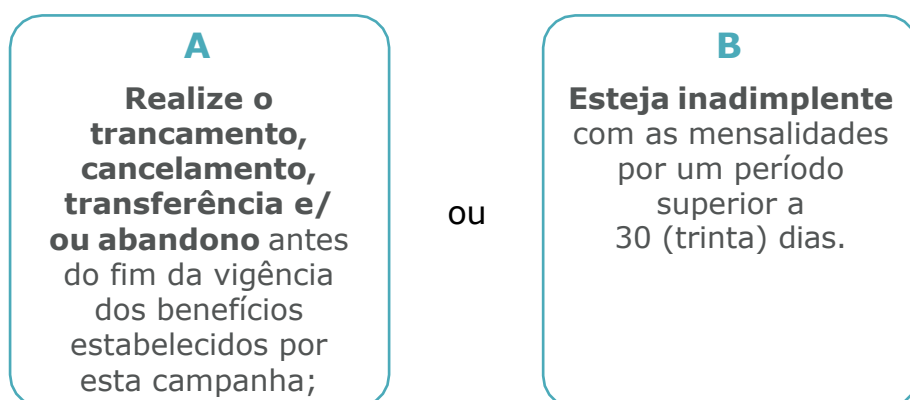 A
Realize o
trancamento,
cancelamento,
transferência e/
ou abandono antes
do fim da vigência
dos benefícios
estabelecidos por
esta campanha;
ou
B
Esteja inadimplente
com as mensalidades
por um período
superior a
30 (trinta) dias.